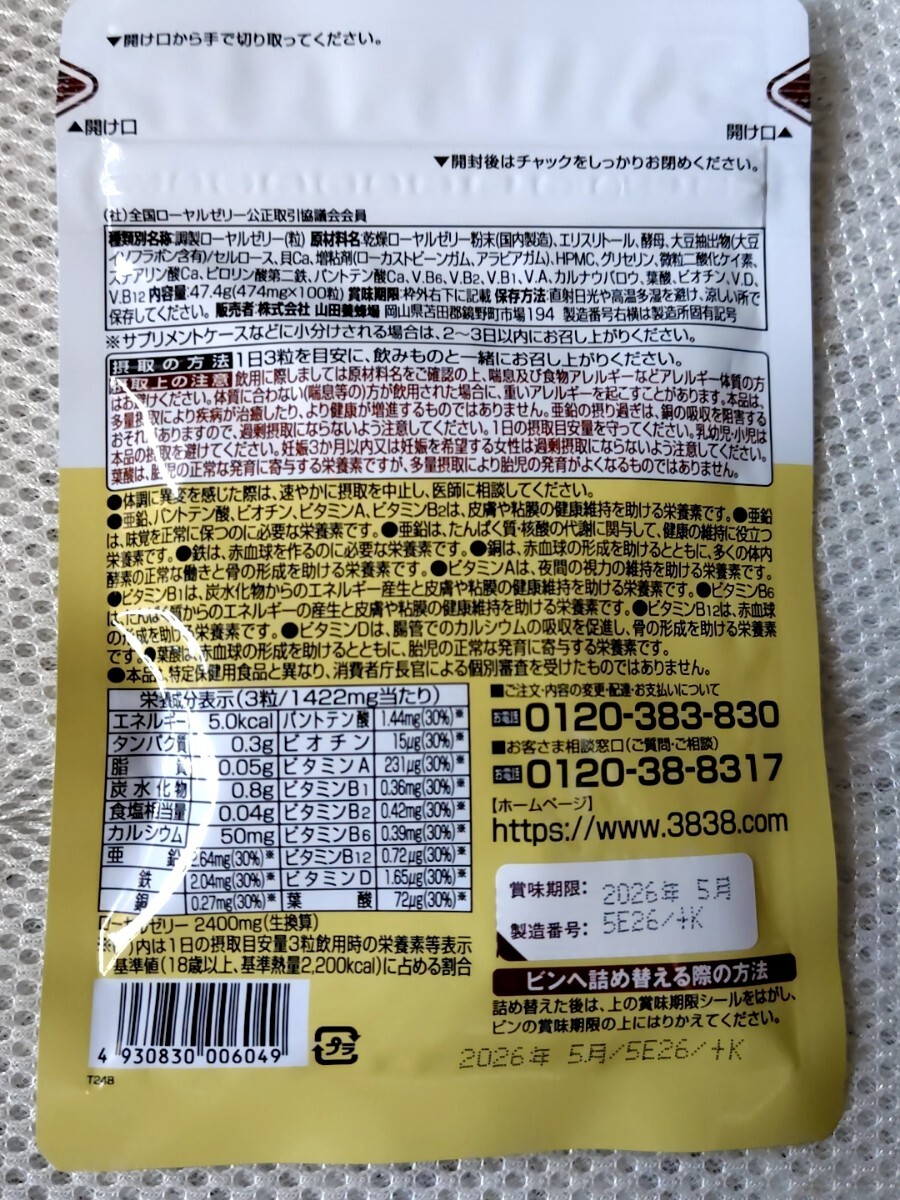 ▼開け口から手で切り取ってください。
▲開け口
開け口▲
▼開封後はチャックをしっかりお閉めください。
(社)全国ローヤルゼリー公正取引協議会会員
種類別名称:調製ローヤルゼリー(粒) 原材料名:乾燥ローヤルゼリー粉末(国内製造)、エリスリトール、酵母、大豆抽出物(大豆
イソフラボン含有)/セルロース、貝Ca、増粘剤(ローカストビーンガム、アラビアガム)、HPMC、グリセリン、微粒二酸化ケイ素、
ステアリン酸Ca、ピロリン酸第二鉄、パントテン酸Ca、V.B6、V.B2、V.B1、V.A、カルナウバロウ、葉酸、ビオチン、V.D、
V.B12 内容量:47.4g(474mg×100粒) 賞味期限:枠外右下に記載 保存方法:直射日光や高温多湿を避け、涼しい所で
保存してください。 販売者:株式会社 山田養蜂場 岡山県苫田郡鏡野町市場194 製造番号右横は製造所固有記号
※サプリメントケースなどに小分けされる場合は、2〜3日以内にお召し上がりください。
摂取の方法 1日3粒を目安に、飲みものと一緒にお召し上がりください。
摂取上の注意 飲用に際しましては原材料名をご確認の上、喘息及び食物アレルギーなどアレルギー体質の方
はお避けください。体質に合わない(喘息等の)方が飲用された場合に、重いアレルギーを起こすことがあります。本品は、
多量摂取により疾病が治癒したり、より健康が増進するものではありません。亜鉛の摂り過ぎは、銅の吸収を阻害する
おそれがありますので、過剰摂取にならないよう注意してください。1日の摂取目安量を守ってください。乳幼児・小児は
本品の摂取を避けてください。妊娠3か月以内又は妊娠を希望する女性は過剰摂取にならないよう注意してください。
葉酸は、胎児の正常な発育に寄与する栄養素ですが、多量摂取により胎児の発育がよくなるものではありません。
●体調に異変を感じた際は、速やかに摂取を中止し、医師に相談してください。
●亜鉛、パントテン酸、ビオチン、ビタミンA、ビタミンB2は、皮膚や粘膜の健康維持を助ける栄養素です。●亜鉛
は、味覚を正常に保つのに必要な栄養素です。●亜鉛は、たんぱく質・核酸の代謝に関与して、健康の維持に役立つ
栄養素です。●鉄は、赤血球を作るのに必要な栄養素です。●銅は、赤血球の形成を助けるとともに、多くの体内
酵素の正常な働きと骨の形成を助ける栄養素です。●ビタミンAは、夜間の視力の維持を助ける栄養素です。
●ビタミンB1は、炭水化物からのエネルギー産生と皮膚や粘膜の健康維持を助ける栄養素です。●ビタミンB6
は、たんぱく質からのエネルギーの産生と皮膚や粘膜の健康維持を助ける栄養素です。●ビタミンB12は、赤血球
の形成を助ける栄養素です。●ビタミンDは、腸管でのカルシウムの吸収を促進し、骨の形成を助ける栄養素
です。●葉酸は、赤血球の形成を助けるとともに、胎児の正常な発育に寄与する栄養素です。
●本品は、特定保健用食品と異なり、消費者庁長官による個別審査を受けたものではありません。
栄養成分表示(3粒/1422mg当たり)
エネルギー 5.0kcal パントテン酸 1.44mg(30%)※
タンパク質 0.3g ビオチン 15μg(30%)※
脂質 0.05g ビタミンA 231μg(30%)※
炭水化物 0.8g ビタミンB1 0.36mg(30%)※
食塩相当量 0.04g ビタミンB2 0.42mg(30%)※
カルシウム 50mg ビタミンB6 0.39mg(30%)※
亜鉛 2.64mg(30%)※ ビタミンB12 0.72μg(30%)※
鉄 2.04mg(30%)※ ビタミンD 1.65μg(30%)※
銅 0.27mg(30%)※ 葉酸 72μg(30%)※
ローヤルゼリー 2400mg(生換算)
※( )内は1日の摂取目安量3粒飲用時の栄養素等表示
基準値(18歳以上、基準熱量2,200kcal)に占める割合
■ご注文・内容の変更・配達・お支払いについて
お電話 0120-383-830
■お客さま相談窓口(ご質問・ご相談)
お電話 0120-38-8317
【ホームページ】
https://www.3838.com
賞味期限: 2026年 5月
製造番号: 5E26/+K
ビンへ詰め替える際の方法
詰め替えた後は、上の賞味期限シールをはがし、
ビンの賞味期限の上にはりかえてください。
2026年 5月/5E26/+K
4 930830 006049
プラ
T248